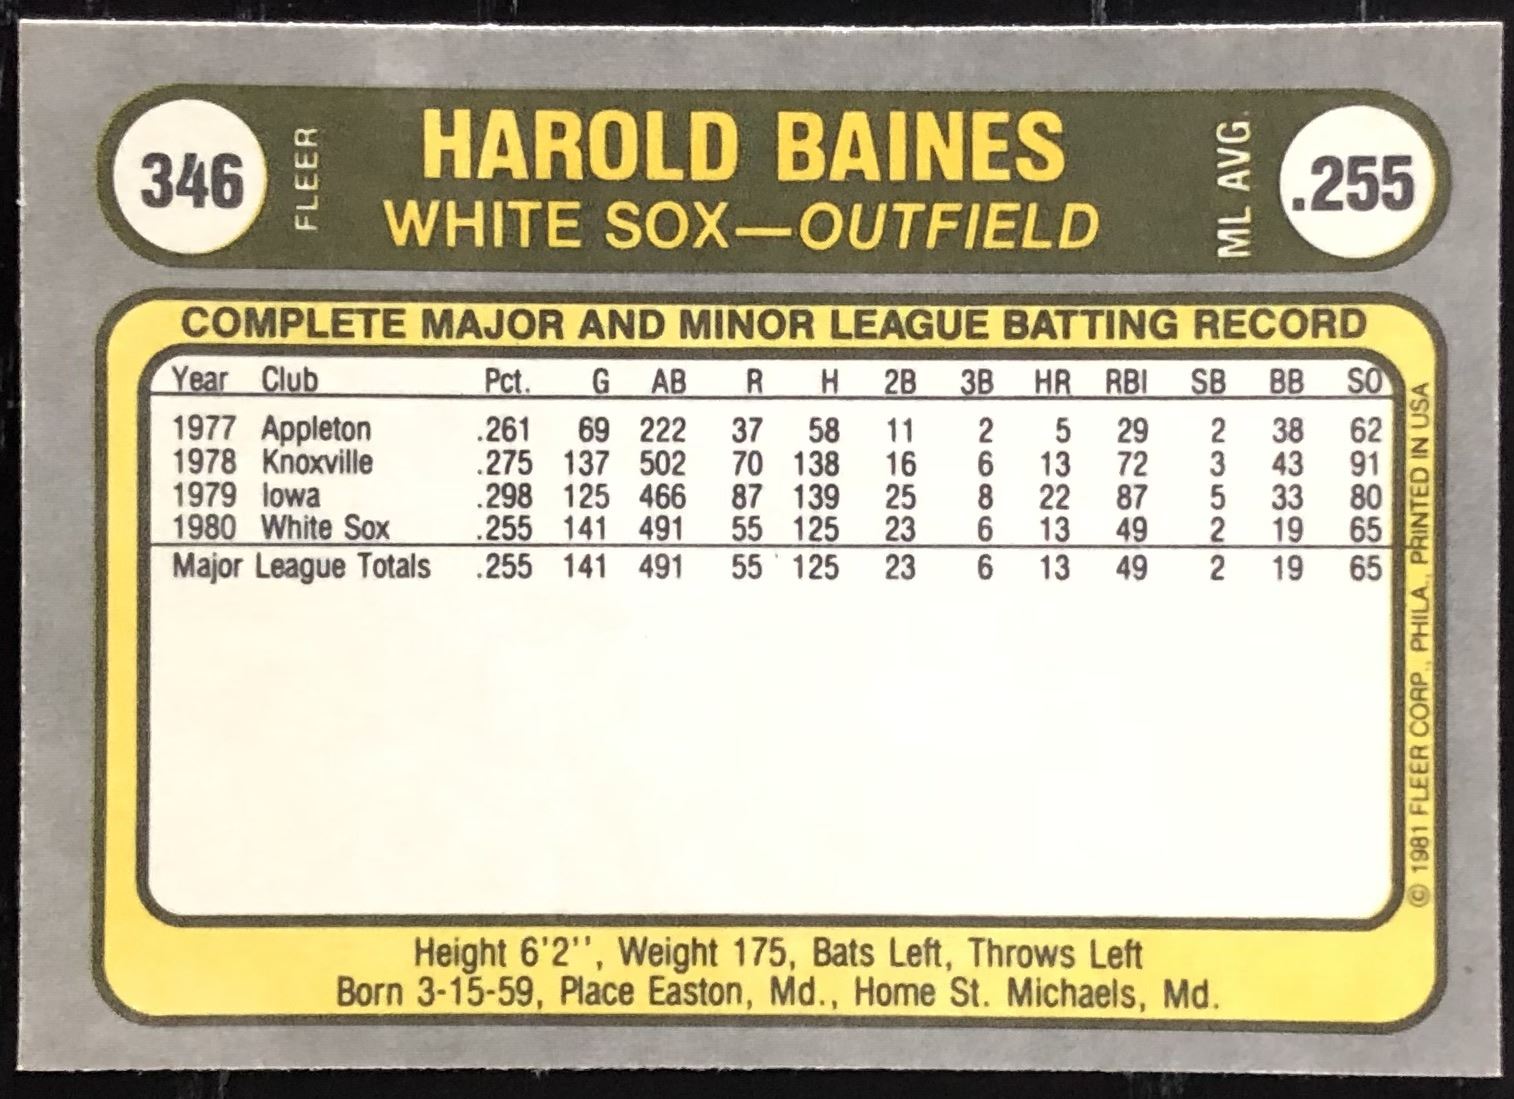 346 FLEER HAROLD BAINES ML AVG. .255
WHITE SOX—OUTFIELD
COMPLETE MAJOR AND MINOR LEAGUE BATTING RECORD
Year Club Pct. G AB R H 2B 3B HR RBI SB BB SO
1977 Appleton .261 69 222 37 58 11 2 5 29 2 38 62
1978 Knoxville .275 137 502 70 138 16 6 13 72 3 43 91
1979 Iowa .298 125 466 87 139 25 8 22 87 5 33 80
1980 White Sox .255 141 491 55 125 23 6 13 49 2 19 65
Major League Totals .255 141 491 55 125 23 6 13 49 2 19 65
© 1981 FLEER CORP., PHILA., PRINTED IN USA
Height 6'2'', Weight 175, Bats Left, Throws Left
Born 3-15-59, Place Easton, Md., Home St. Michaels, Md.